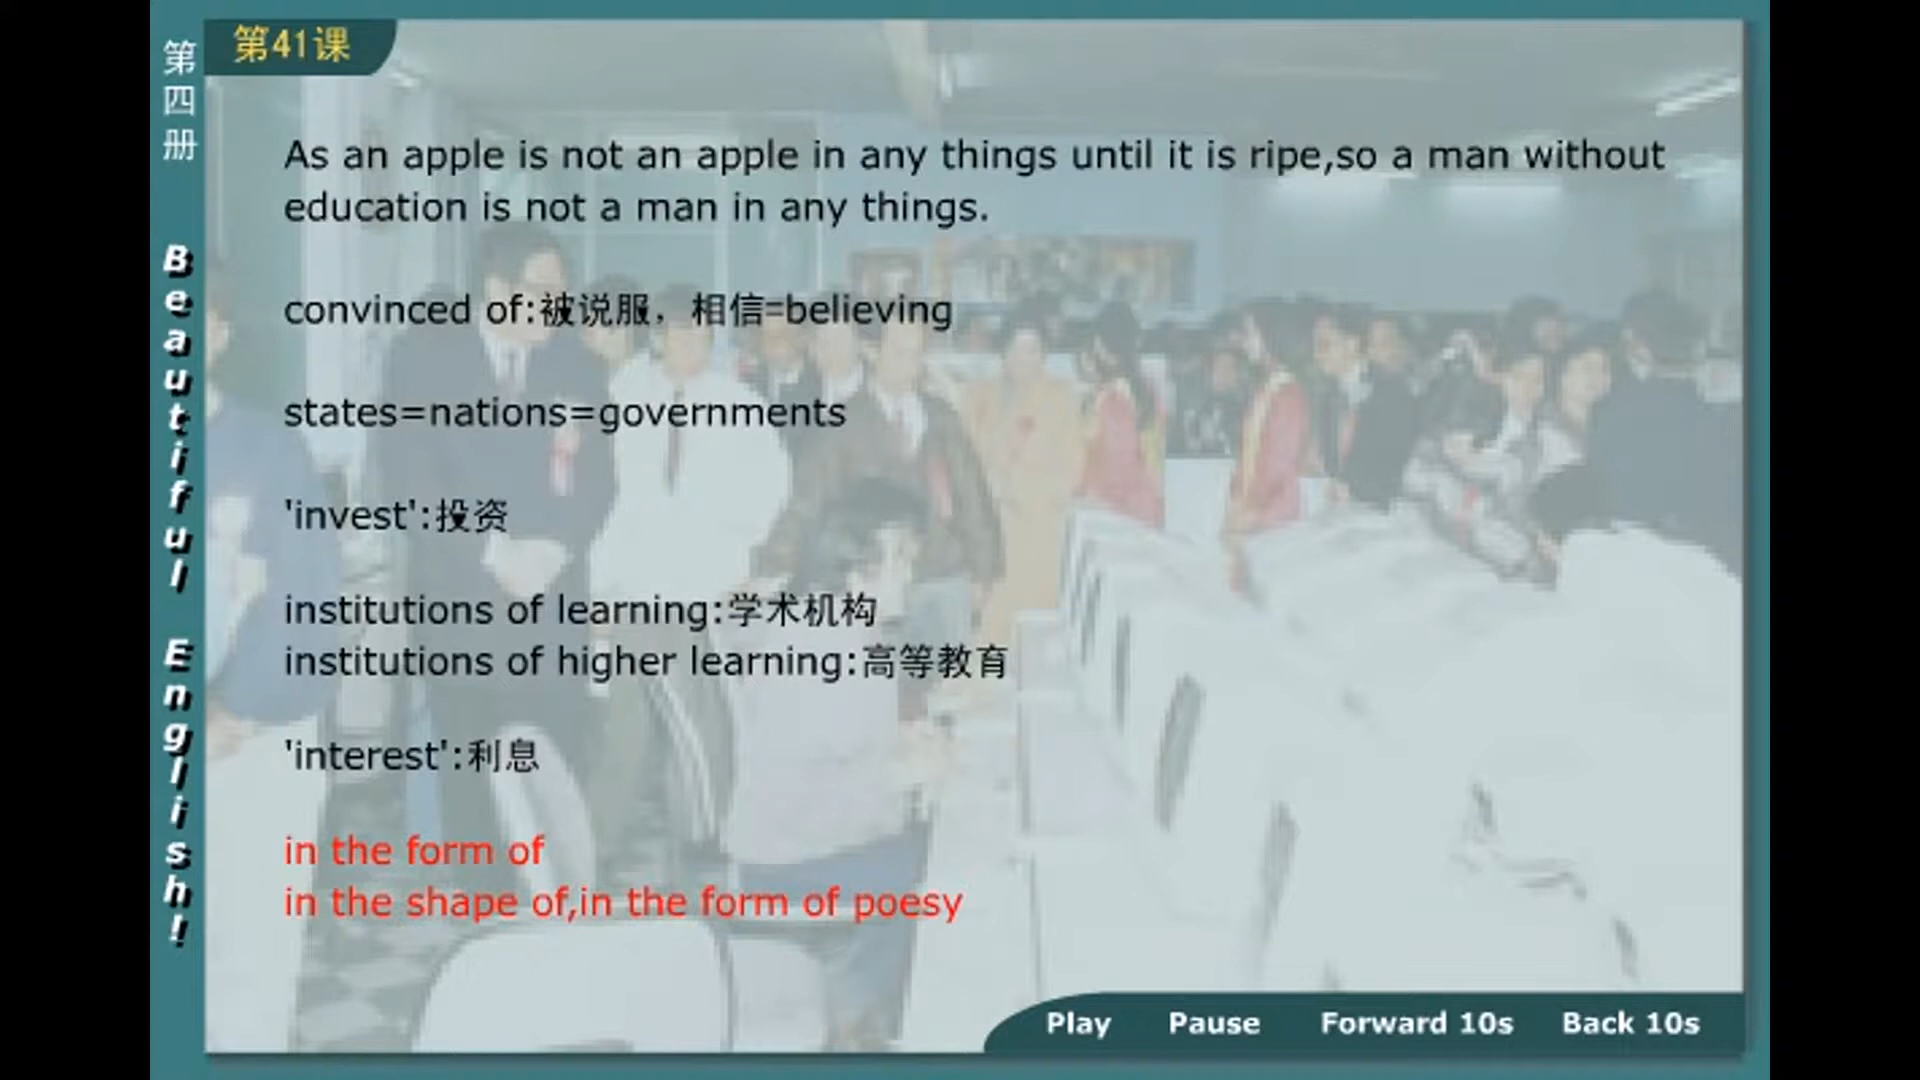 第四册
Beautiful English!
第41课
As an apple is not an apple in any things until it is ripe,so a man without
education is not a man in any things.
convinced of:被说服，相信=believing
states=nations=governments
'invest':投资
institutions of learning:学术机构
institutions of higher learning:高等教育
'interest':利息
in the form of
in the shape of,in the form of poesy
Play Pause Forward 10s Back 10s